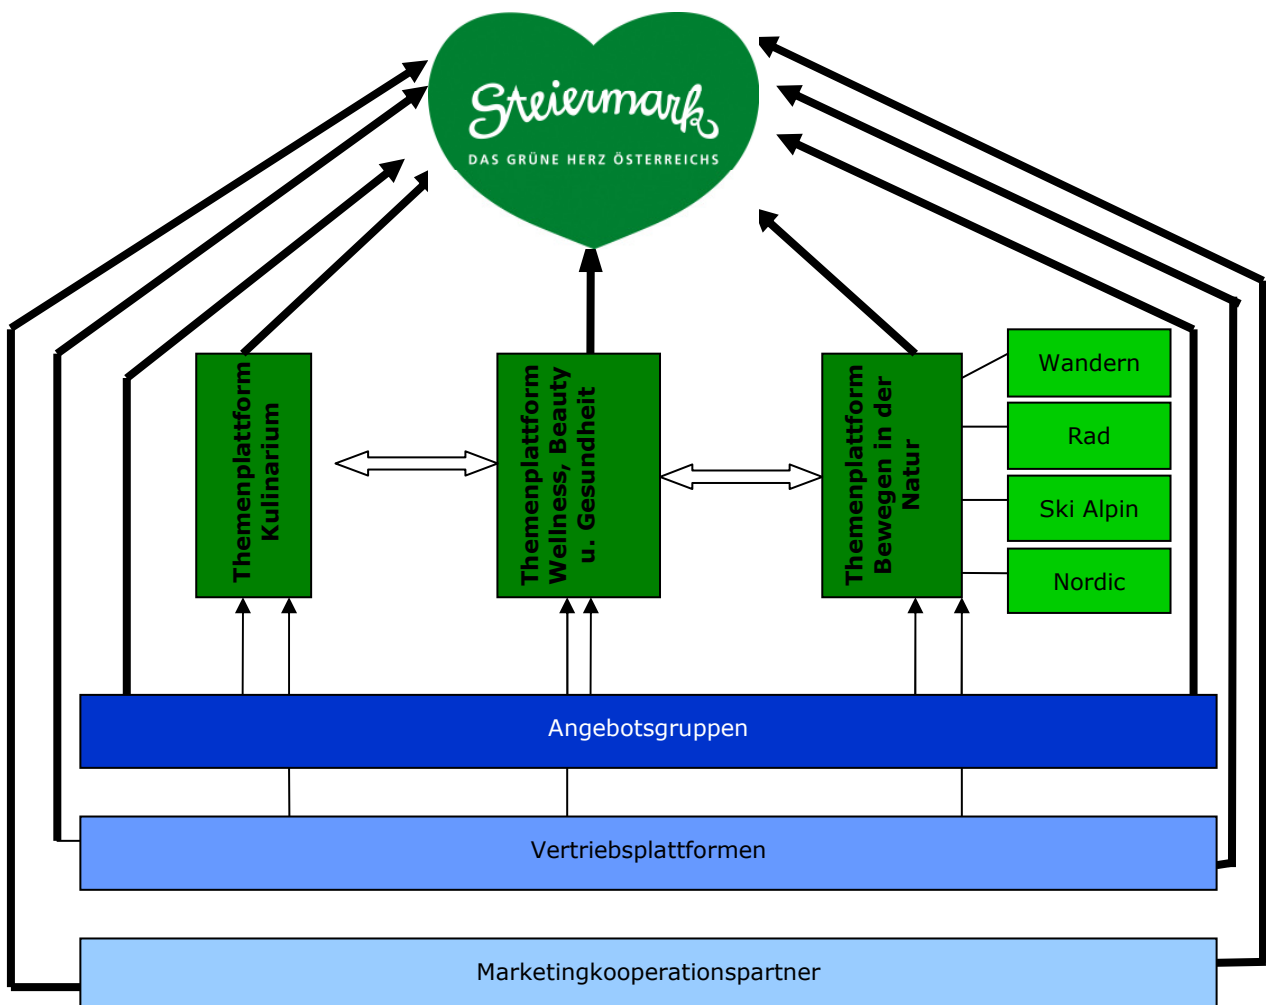 Steiermark
DAS GRÜNE HERZ ÖSTERREICHS
Themenplattform
Kulinarium
Themenplattform
Wellness, Beauty
u. Gesundheit
Themenplattform
Bewegen in der
Natur
Wandern
Rad
Ski Alpin
Nordic
Angebotsgruppen
Vertriebsplattformen
Marketingkooperationspartner